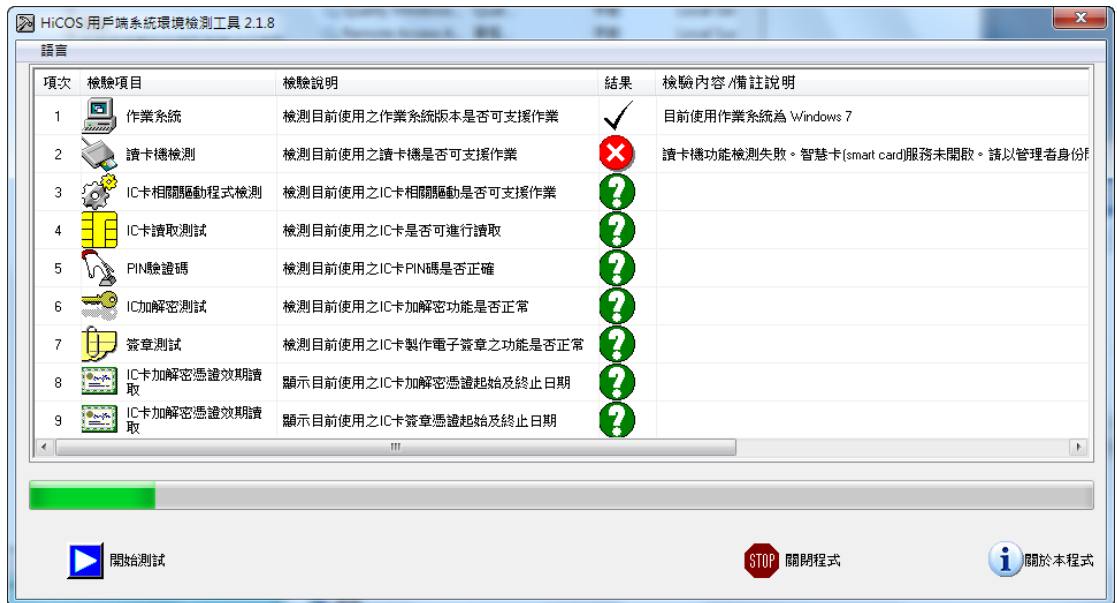 HiCOS 用戶端系統環境檢測工具 2.1.8
語言
項次 檢驗項目 檢驗說明 結果 檢驗內容/備註說明
1 作業系統 檢測目前使用之作業系統版本是否可支援作業 目前使用作業系統為 Windows 7
2 讀卡機檢測 檢測目前使用之讀卡機是否可支援作業 讀卡機功能檢測失敗。智慧卡(smart card)服務未開啟。請以管理者身份
3 IC卡相關驅動程式檢測 檢測目前使用之IC卡相關驅動是否可支援作業
4 IC卡讀取測試 檢測目前使用之IC卡是否可進行讀取
5 PIN驗證碼 檢測目前使用之IC卡PIN碼是否正確
6 IC加解密測試 檢測目前使用之IC卡加解密功能是否正常
7 簽章測試 檢測目前使用之IC卡製作電子簽章之功能是否正常
8 IC卡加解密憑證效期讀取 顯示目前使用之IC卡加解密憑證起始及終止日期
9 IC卡加解密憑證效期讀取 顯示目前使用之IC卡簽章憑證起始及終止日期
開始測試 STOP 關閉程式 關於本程式